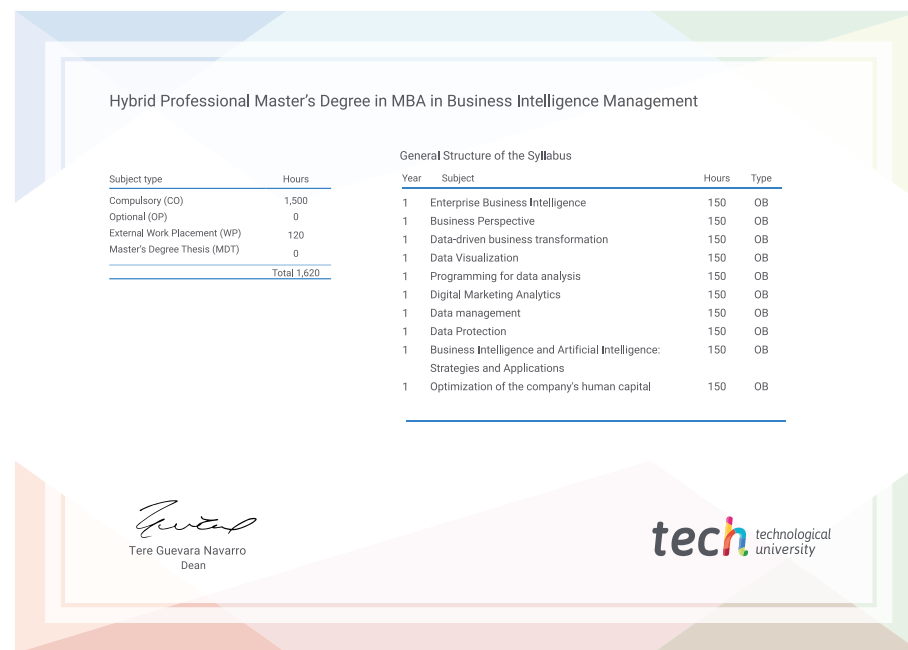 Hybrid Professional Master's Degree in MBA in Business Intelligence Management
Subject type Hours
Compulsory (CO) 1,500
Optional (OP) 0
External Work Placement (WP) 120
Master's Degree Thesis (MDT) 0
Total 1,620
General Structure of the Syllabus
Year Subject Hours Type
1 Enterprise Business Intelligence 150 OB
1 Business Perspective 150 OB
1 Data-driven business transformation 150 OB
1 Data Visualization 150 OB
1 Programming for data analysis 150 OB
1 Digital Marketing Analytics 150 OB
1 Data management 150 OB
1 Data Protection 150 OB
1 Business Intelligence and Artificial Intelligence: 150 OB
Strategies and Applications
1 Optimization of the company's human capital 150 OB
Tere Guevara Navarro
Dean
tech technological
university